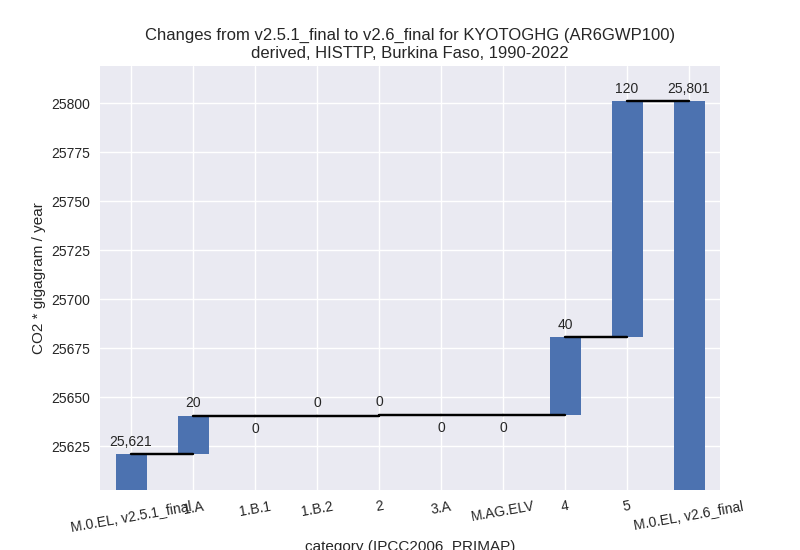 Changes from v2.5.1_final to v2.6_final for KYOTOGHG (AR6GWP100)
derived, HISTTP, Burkina Faso, 1990-2022
CO2 * gigagram / year
25800
25775
25750
25725
25700
25675
25650
25625
25,621
20
0
0
0
0
0
40
120
25,801
M.0.EL, v2.5.1_final
1.A
1.B.1
1.B.2
2
3.A
M.AG.ELV
4
5
M.0.EL, v2.6_final
category (IPCC2006_PRIMAP)